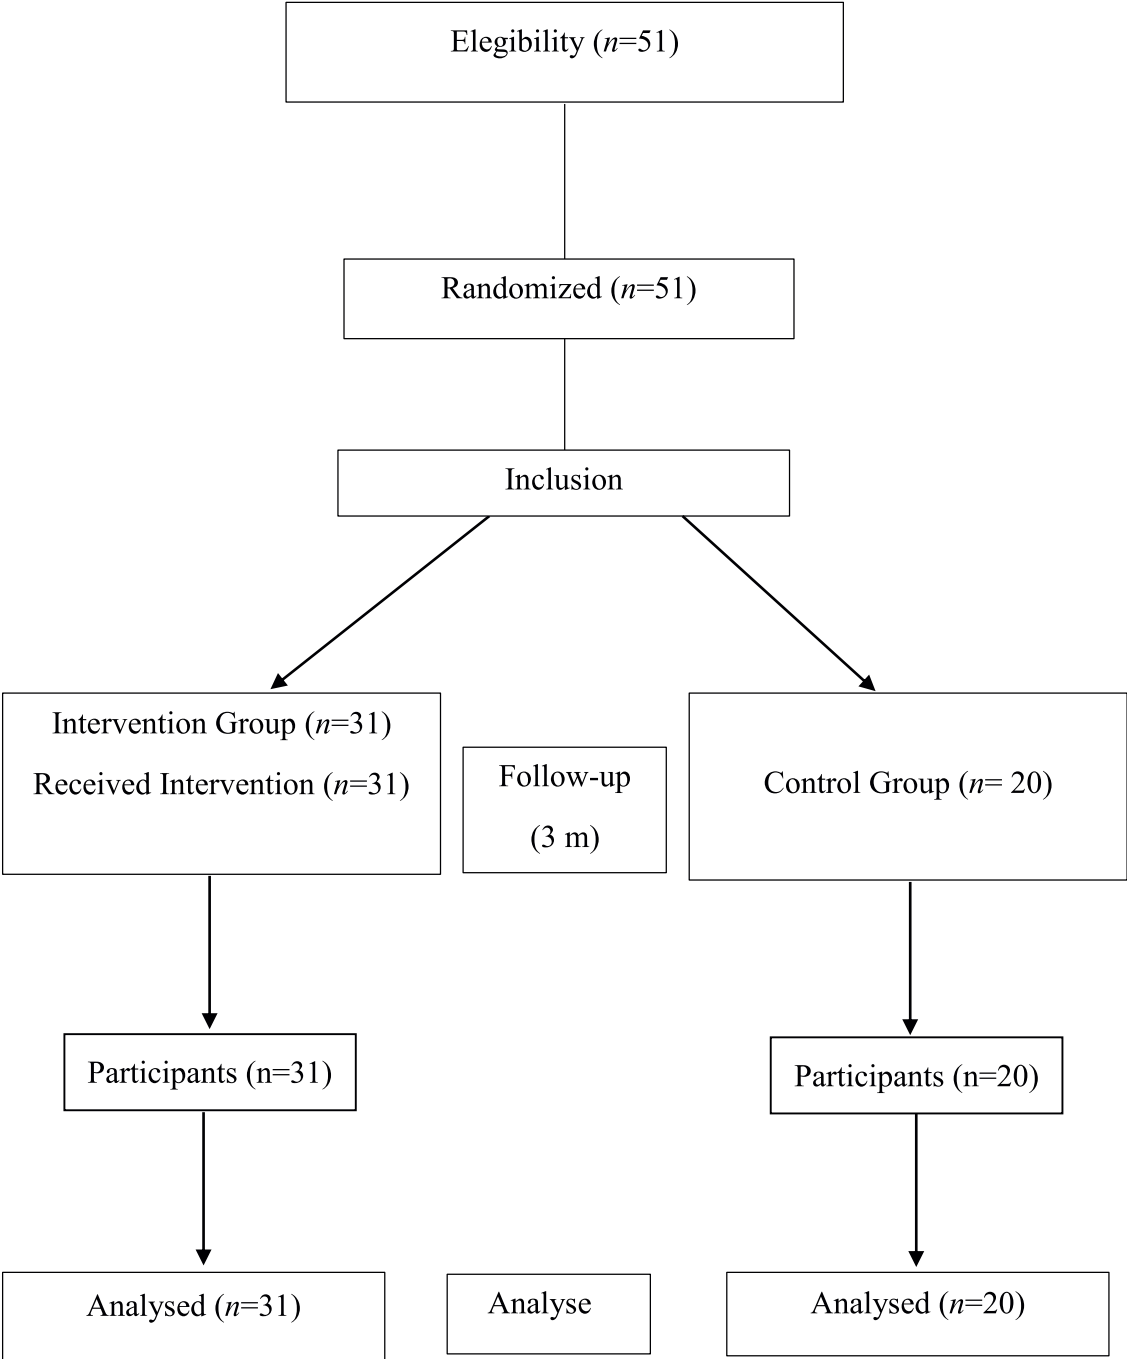 Elegibility (n=51)
Randomized (n=51)
Inclusion
Intervention Group (n=31)
Received Intervention (n=31)
Follow-up
(3 m)
Control Group (n= 20)
Participants (n=31)
Participants (n=20)
Analysed (n=31)
Analyse
Analysed (n=20)